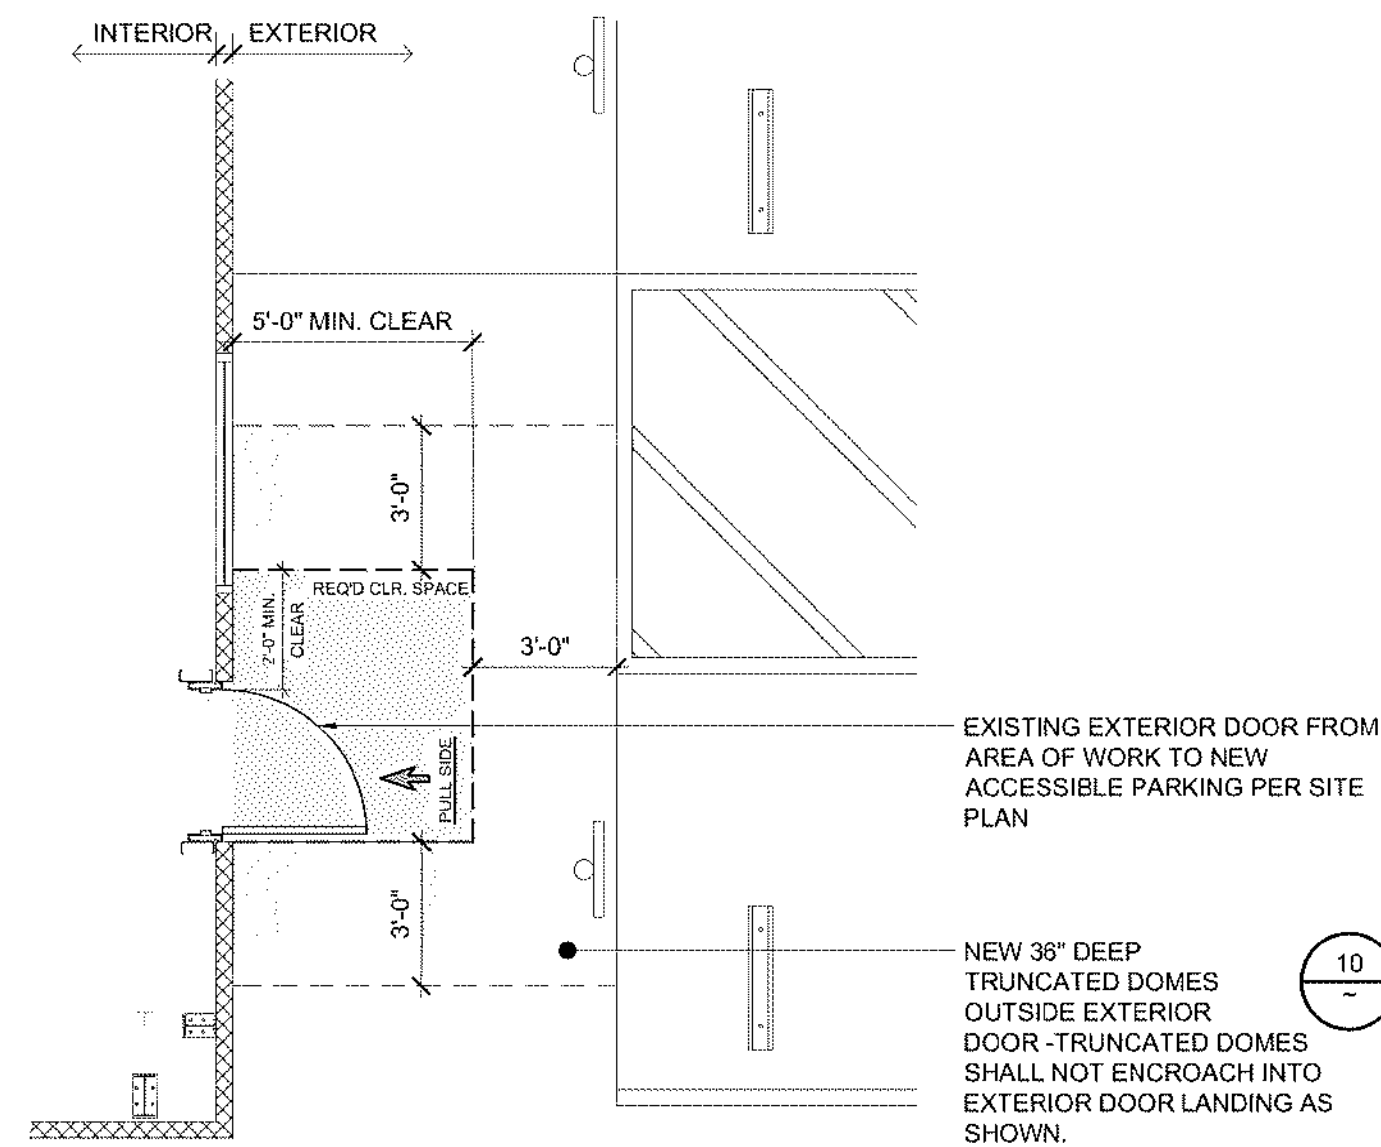 INTERIOR EXTERIOR
5'-0" MIN. CLEAR
3'-0"
REQ'D CLR. SPACE
2'-0" MIN.
CLEAR
3'-0"
PULL SIDE
EXISTING EXTERIOR DOOR FROM
AREA OF WORK TO NEW
ACCESSIBLE PARKING PER SITE
PLAN
3'-0"
NEW 36" DEEP
TRUNCATED DOMES
OUTSIDE EXTERIOR
DOOR -TRUNCATED DOMES
SHALL NOT ENCROACH INTO
EXTERIOR DOOR LANDING AS
SHOWN.
10
~